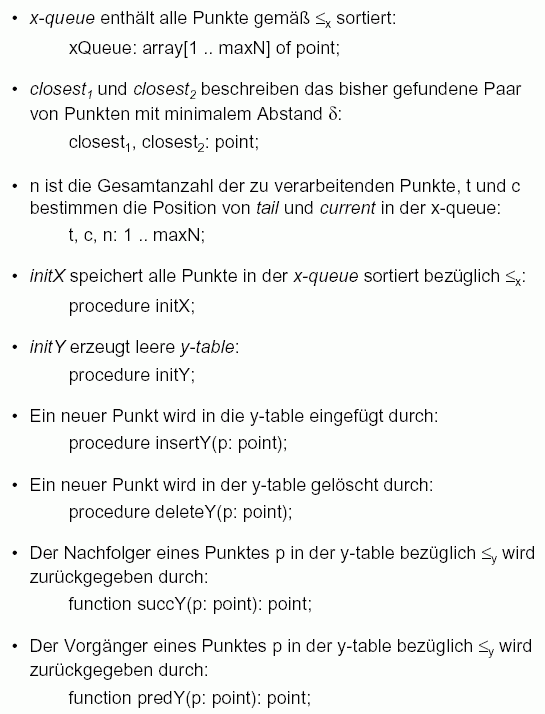 • x-queue enthält alle Punkte gemäß ≤x sortiert:
xQueue: array[1 .. maxN] of point;
• closest1 und closest2 beschreiben das bisher gefundene Paar
von Punkten mit minimalem Abstand δ:
closest1, closest2: point;
• n ist die Gesamtanzahl der zu verarbeitenden Punkte, t und c
bestimmen die Position von tail und current in der x-queue:
t, c, n: 1 .. maxN;
• initX speichert alle Punkte in der x-queue sortiert bezüglich ≤x:
procedure initX;
• initY erzeugt leere y-table:
procedure initY;
• Ein neuer Punkt wird in die y-table eingefügt durch:
procedure insertY(p: point);
• Ein neuer Punkt wird in der y-table gelöscht durch:
procedure deleteY(p: point);
• Der Nachfolger eines Punktes p in der y-table bezüglich ≤y wird
zurückgegeben durch:
function succY(p: point): point;
• Der Vorgänger eines Punktes p in der y-table bezüglich ≤y wird
zurückgegeben durch:
function predY(p: point): point;